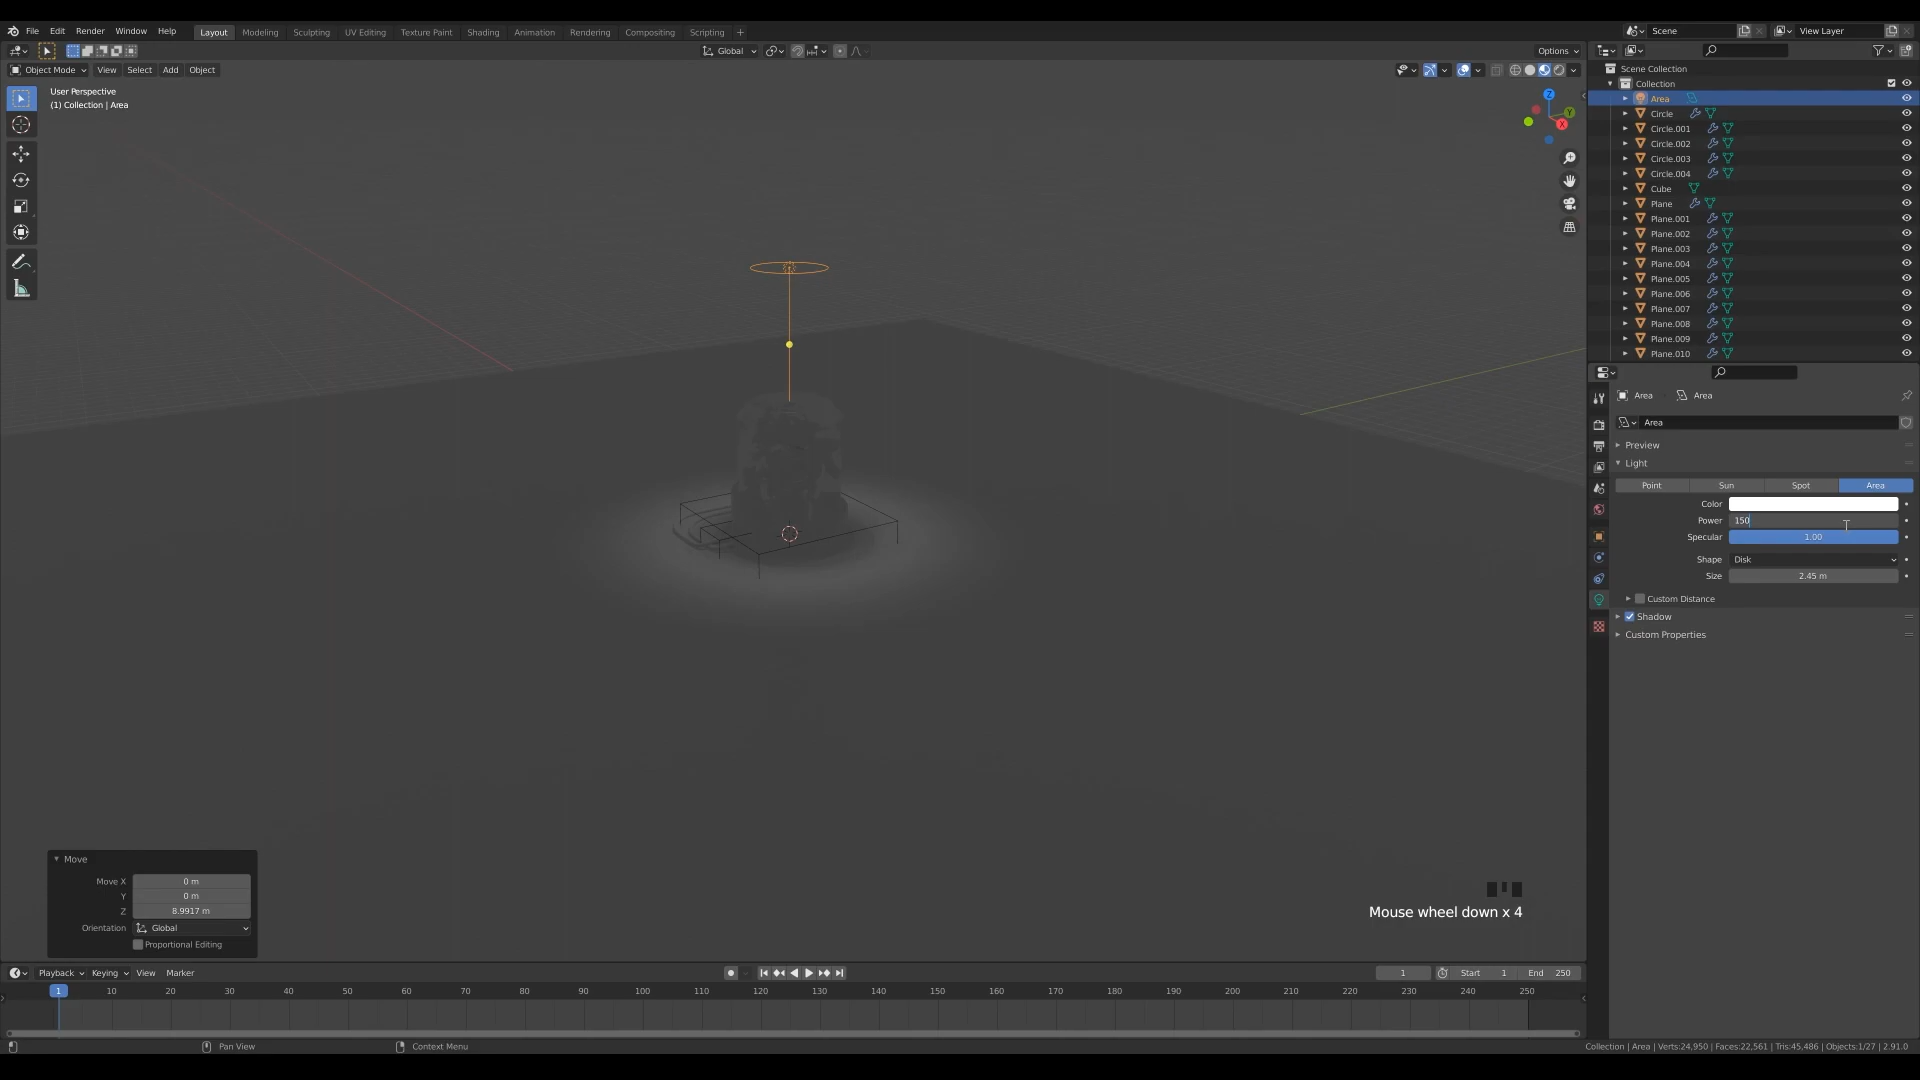 File Edit Render Window Help Layout Modeling Sculpting UV Editing Texture Paint Shading Animation Rendering Compositing Scripting + Scene View Layer
Global Options
Object Mode View Select Add Object
User Perspective
(1) Collection | Area
Z
Y
X
Scene Collection
Collection
Area
Circle
Circle.001
Circle.002
Circle.003
Circle.004
Cube
Plane
Plane.001
Plane.002
Plane.003
Plane.004
Plane.005
Plane.006
Plane.007
Plane.008
Plane.009
Plane.010
Area Area
Area
Preview
Light
Point Sun Spot Area
Color
Power 150
Specular 1.00
Shape Disk
Size 2.45 m
Custom Distance
Shadow
Custom Properties
Move
Move X 0 m
Y 0 m
Z 8.9917 m
Orientation Global
Proportional Editing
Mouse wheel down x 4
Playback Keying View Marker 1 Start 1 End 250
1 10 20 30 40 50 60 70 80 90 100 110 120 130 140 150 160 170 180 190 200 210 220 230 240 250
Pan View Context Menu Collection | Area | Verts:24,950 | Faces:22,561 | Tris:45,486 | Objects:1/27 | 2.91.0